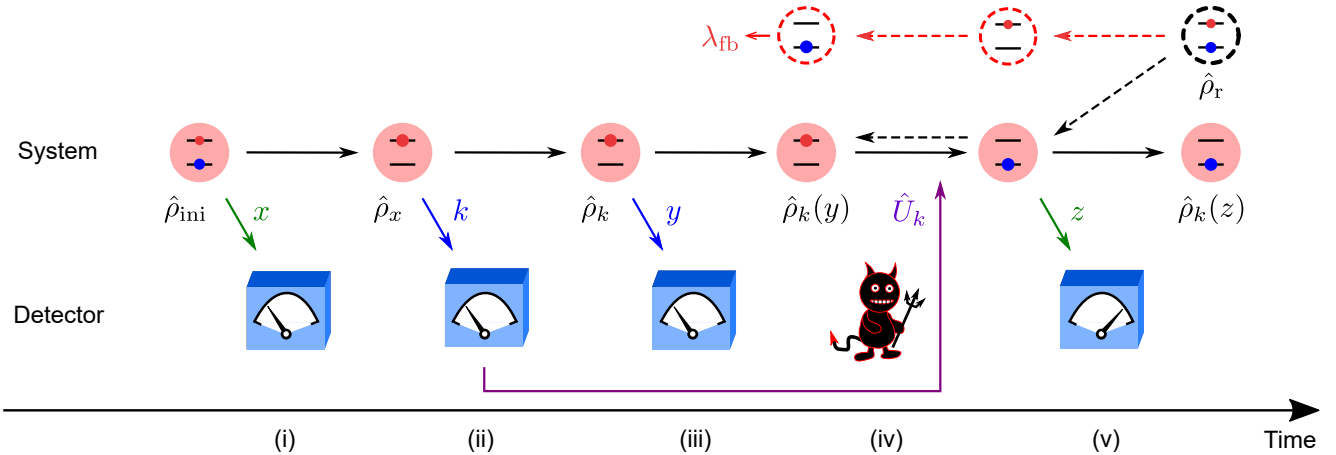 λ_fb
ρ̂_r
System
ρ̂_ini x ρ̂_x k ρ̂_k y ρ̂_k(y) Û_k z ρ̂_k(z)
Detector
(i) (ii) (iii) (iv) (v) Time